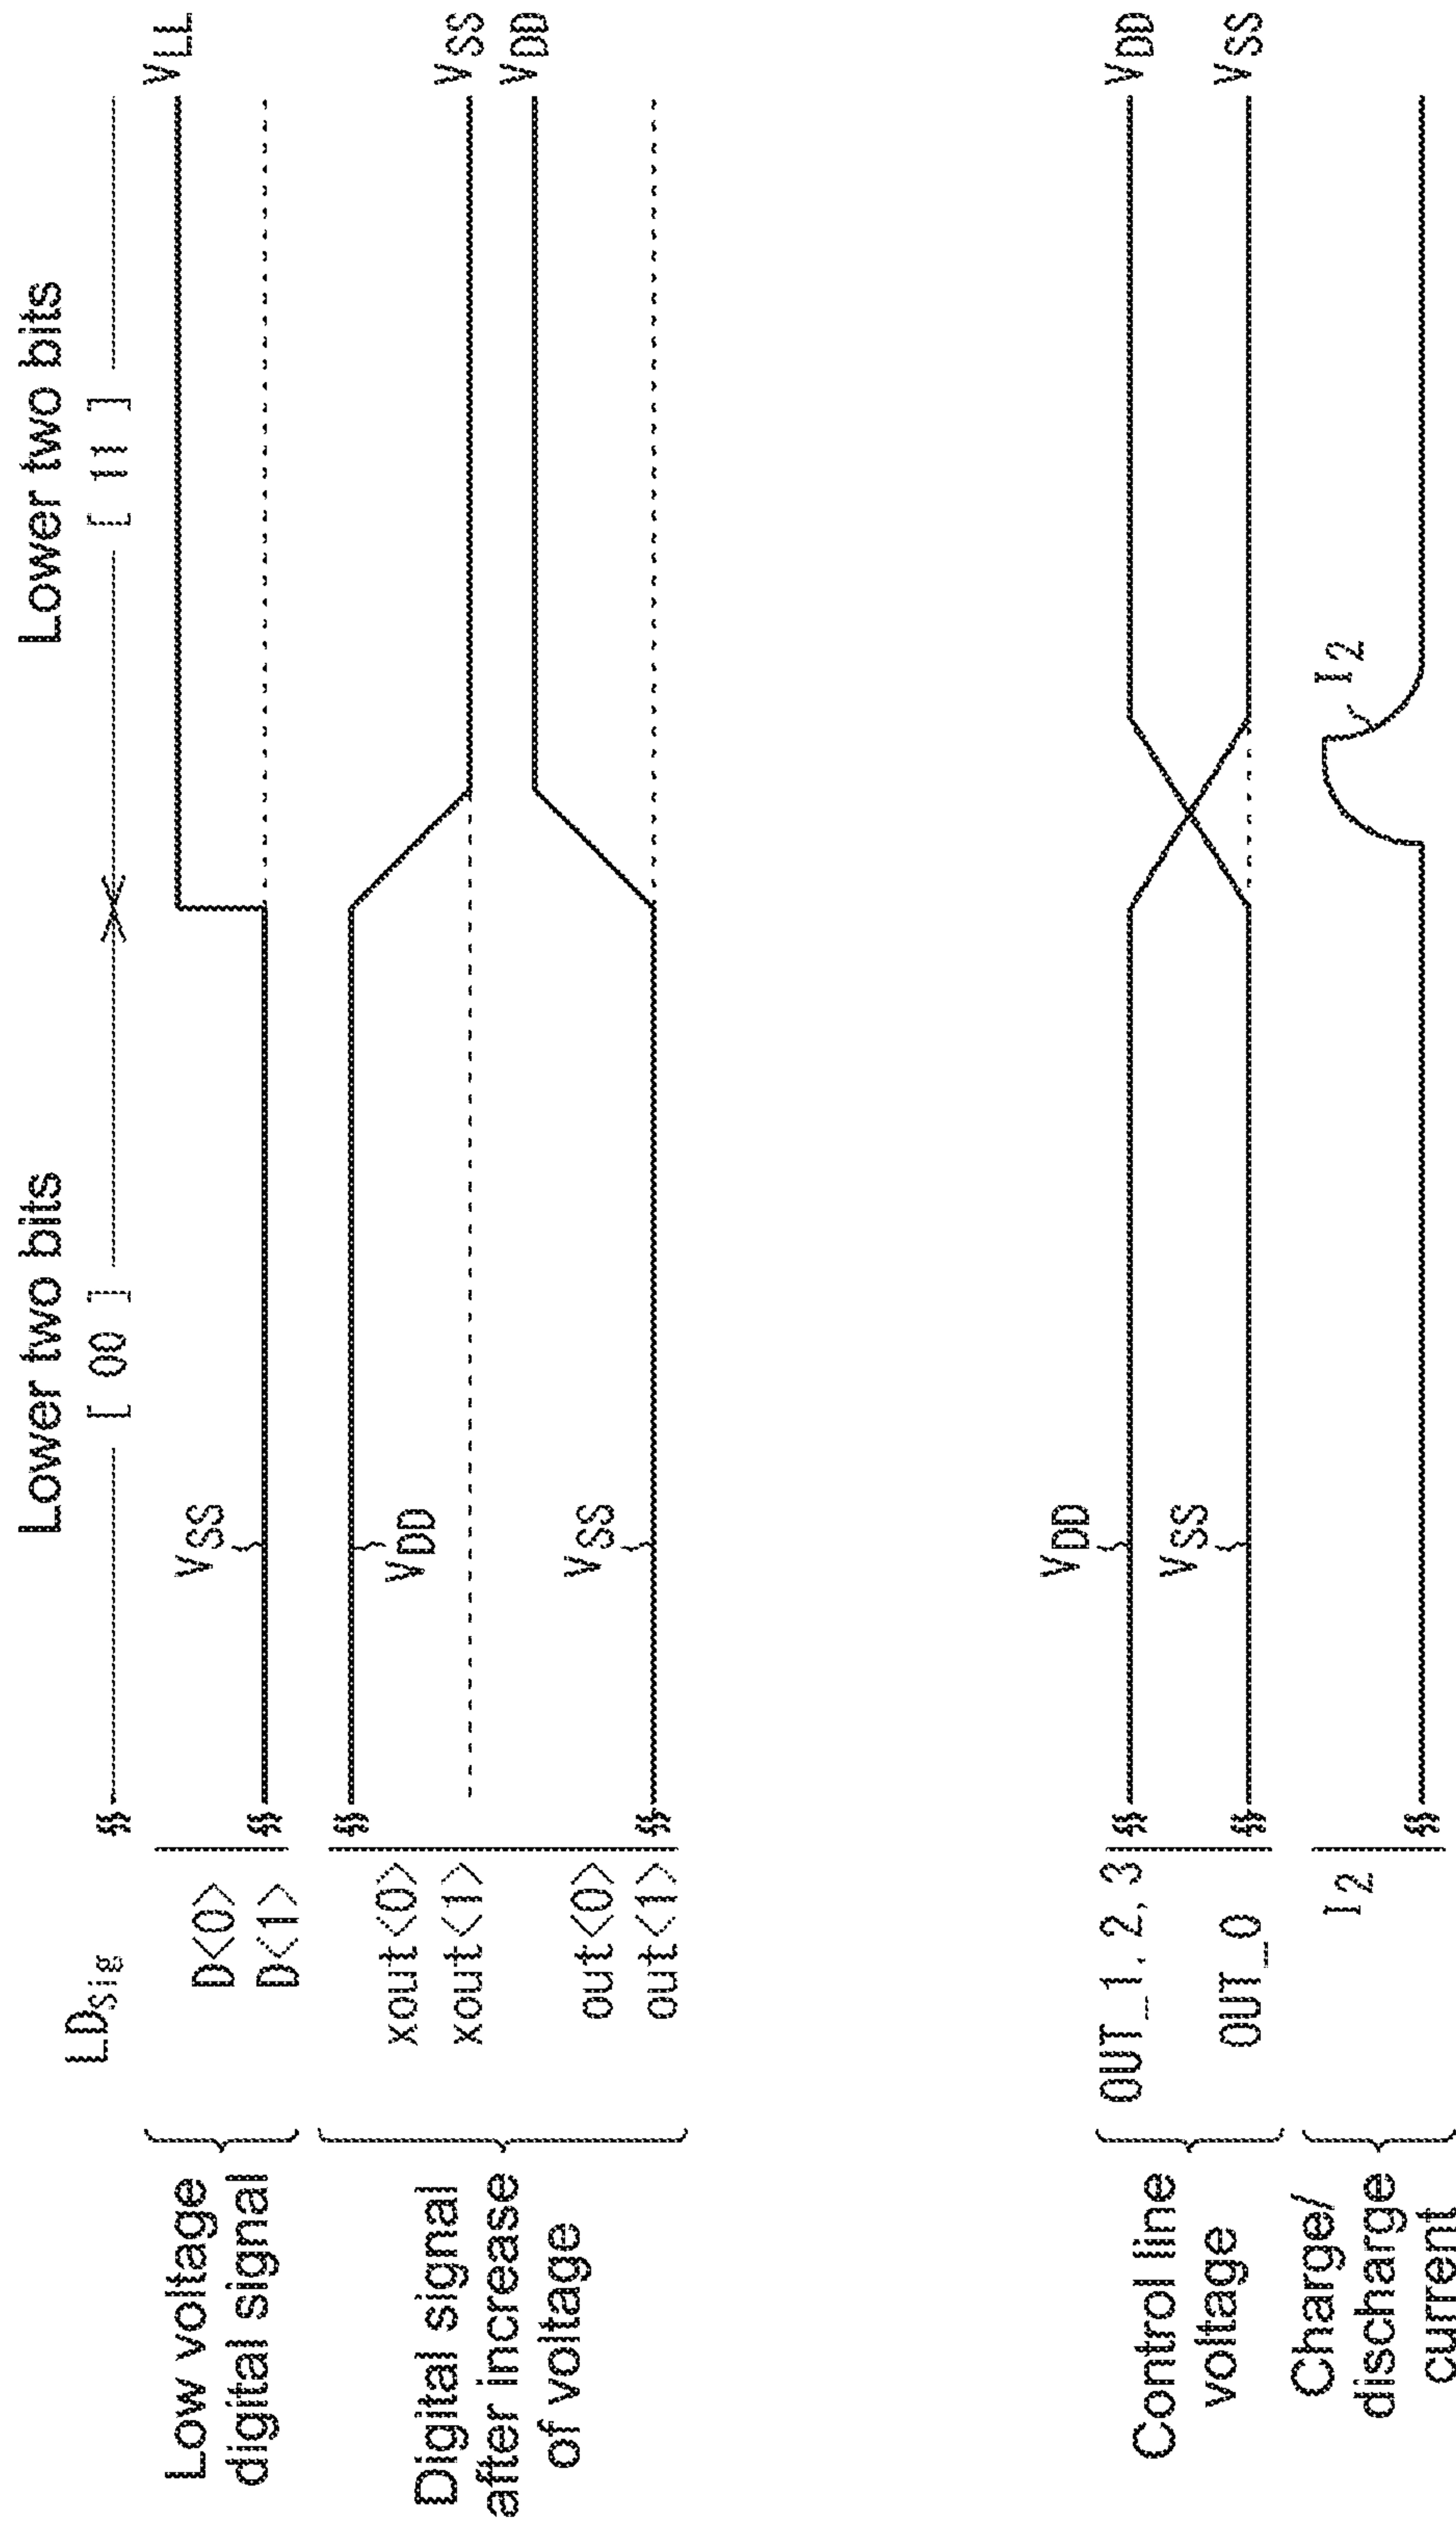 Lower two bits
[ 00 ]
Lower two bits
[ 11 ]
LDSig
Low voltage
digital signal
D<0>
D<1>
VSS
VLL
Digital signal
after increase
of voltage
xout<0>
xout<1>
VDD
VSS
out<0>
out<1>
VSS
VDD
Control line
voltage
OUT_1, 2, 3
OUT_0
VDD
VSS
VDD
VSS
Charge/
discharge
current
I2
I2